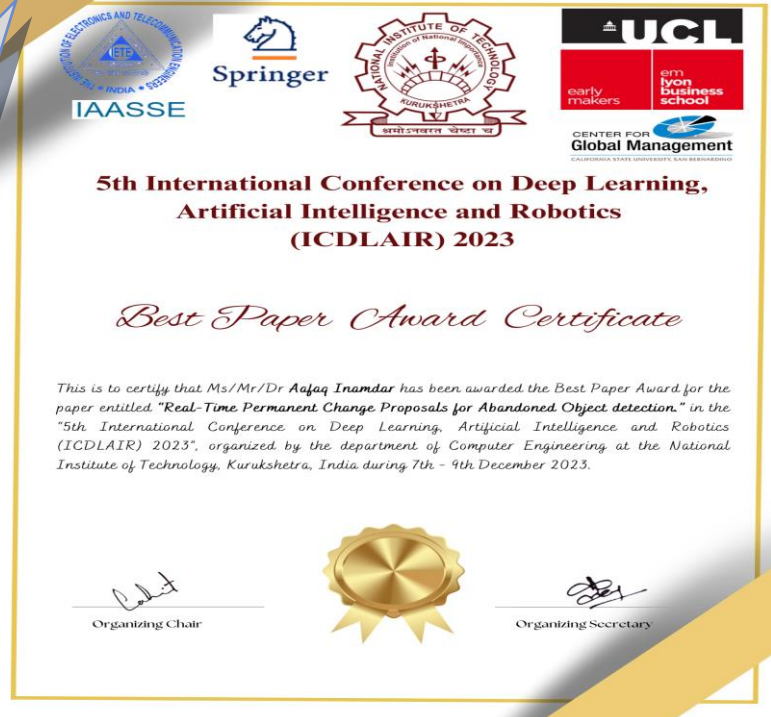 THE INSTITUTION OF ELECTRONICS AND TELECOMMUNICATION ENGINEERS
IETE
INDIA
IAASSE
Springer
NATIONAL INSTITUTE OF TECHNOLOGY
Institution of National Importance
KURUKSHETRA
श्रमोऽनवरत चेष्टा च
UCL
early
makers
em
lyon
business
school
CENTER FOR
Global Management
CALIFORNIA STATE UNIVERSITY, SAN BERNARDINO
5th International Conference on Deep Learning,
Artificial Intelligence and Robotics
(ICDLAIR) 2023
Best Paper Award Certificate
This is to certify that Ms/Mr/Dr Aafaq Inamdar has been awarded the Best Paper Award for the
paper entitled "Real-Time Permanent Change Proposals for Abandoned Object detection." in the
"5th International Conference on Deep Learning, Artificial Intelligence and Robotics
(ICDLAIR) 2023", organized by the department of Computer Engineering at the National
Institute of Technology, Kurukshetra, India during 7th - 9th December 2023.
Organizing Chair
Organizing Secretary